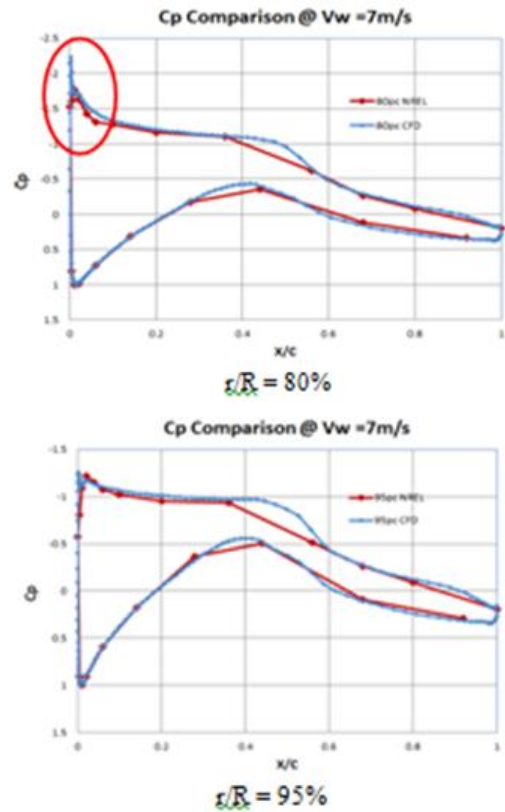 Cp Comparison @ Vw =7m/s
-2.5
-2
-1.5
-1
-0.5
0
0.5
1
1.5
Cp
80pc NREL
80pc CFD
0 0.2 0.4 0.6 0.8 1
x/c
r/R = 80%
Cp Comparison @ Vw =7m/s
-1.5
-1
-0.5
0
0.5
1
1.5
Cp
95pc NREL
95pc CFD
0 0.2 0.4 0.6 0.8 1
x/c
r/R = 95%